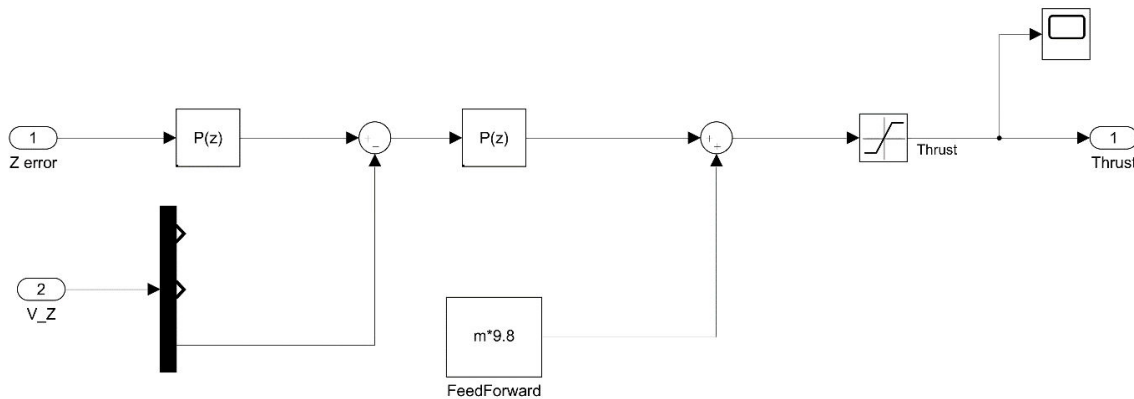 1
Z error
P(z)
P(z)
Thrust
1
Thrust
2
V_Z
m*9.8
FeedForward